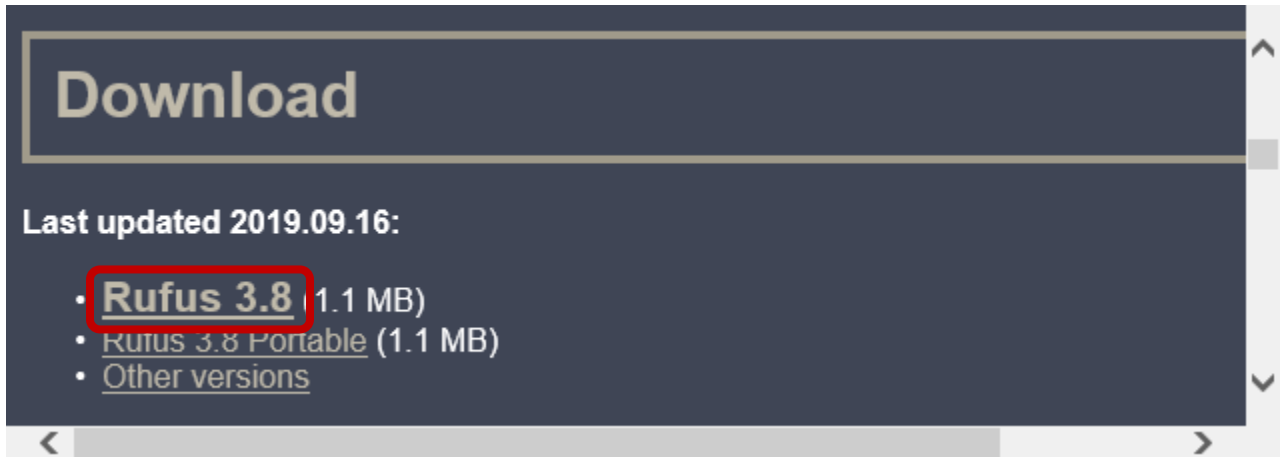 Download
Last updated 2019.09.16:
• Rufus 3.8 (1.1 MB)
• Rufus 3.8 Portable (1.1 MB)
• Other versions